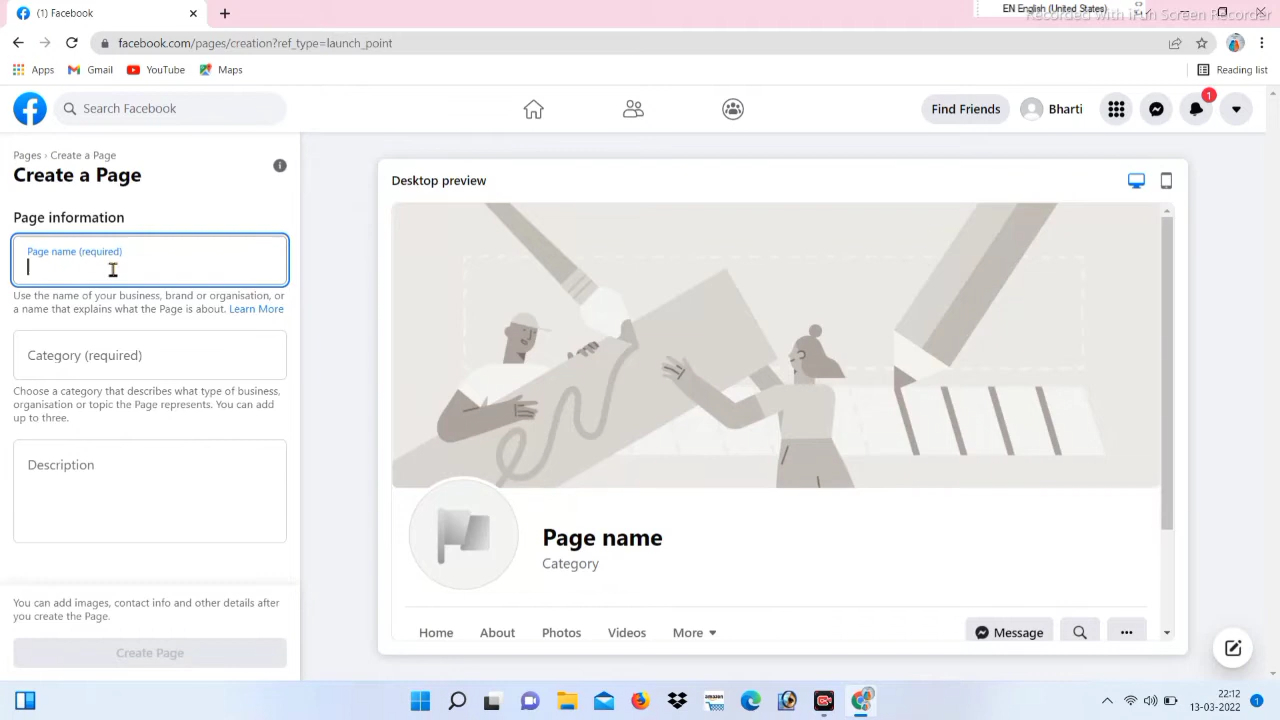 (1) Facebook
EN English (United States)
Recorded with iFun Screen Recorder
facebook.com/pages/creation?ref_type=launch_point
Apps Gmail YouTube Maps Reading list
Search Facebook Find Friends Bharti 1
Pages › Create a Page
Create a Page
Page information
Page name (required)
Use the name of your business, brand or organisation, or
a name that explains what the Page is about. Learn More
Category (required)
Choose a category that describes what type of business,
organisation or topic the Page represents. You can add
up to three.
Description
You can add images, contact info and other details after
you create the Page.
Create Page
Desktop preview
Page name
Category
Home About Photos Videos More Message
amazon
22:12
13-03-2022
1